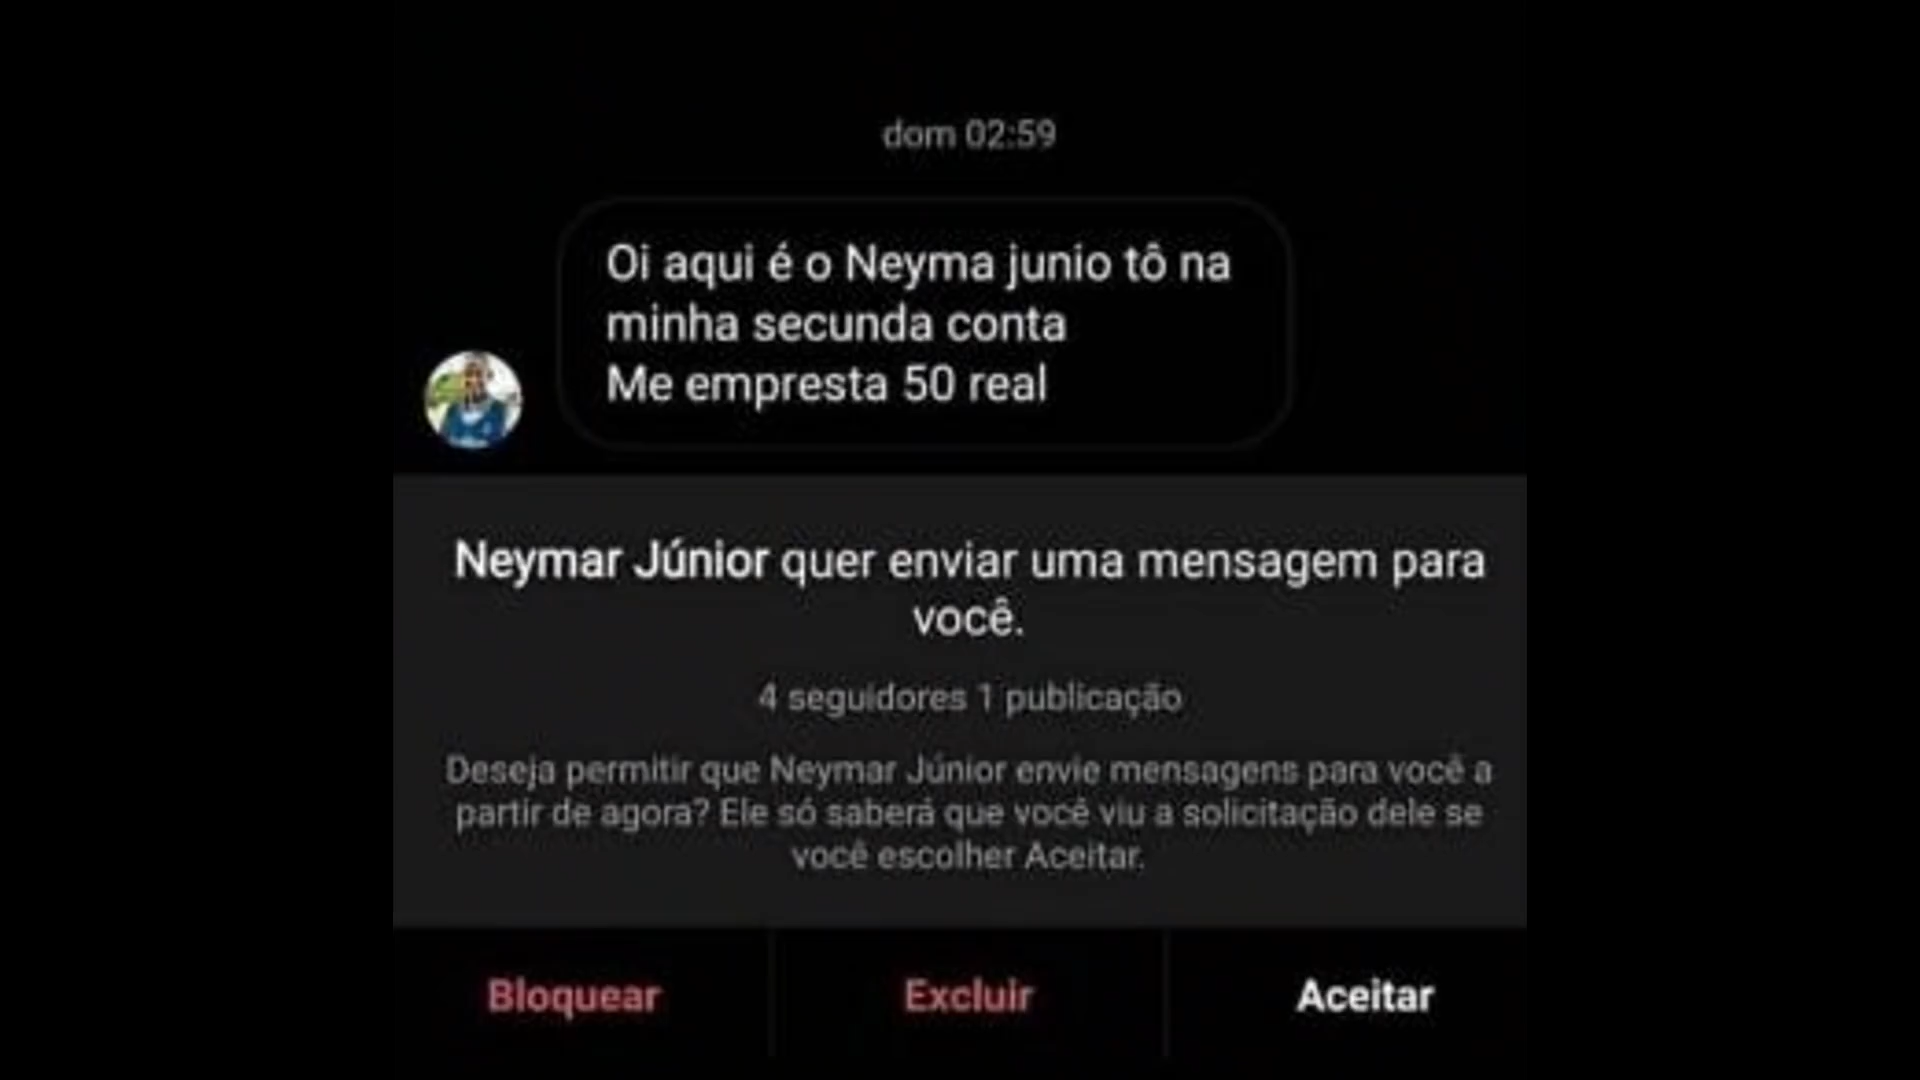 dom 02:59
Oi aqui é o Neyma junio tô na
minha secunda conta
Me empresta 50 real
Neymar Júnior quer enviar uma mensagem para
você.
4 seguidores 1 publicação
Deseja permitir que Neymar Júnior envie mensagens para você a
partir de agora? Ele só saberá que você viu a solicitação dele se
você escolher Aceitar.
Bloquear
Excluir
Aceitar